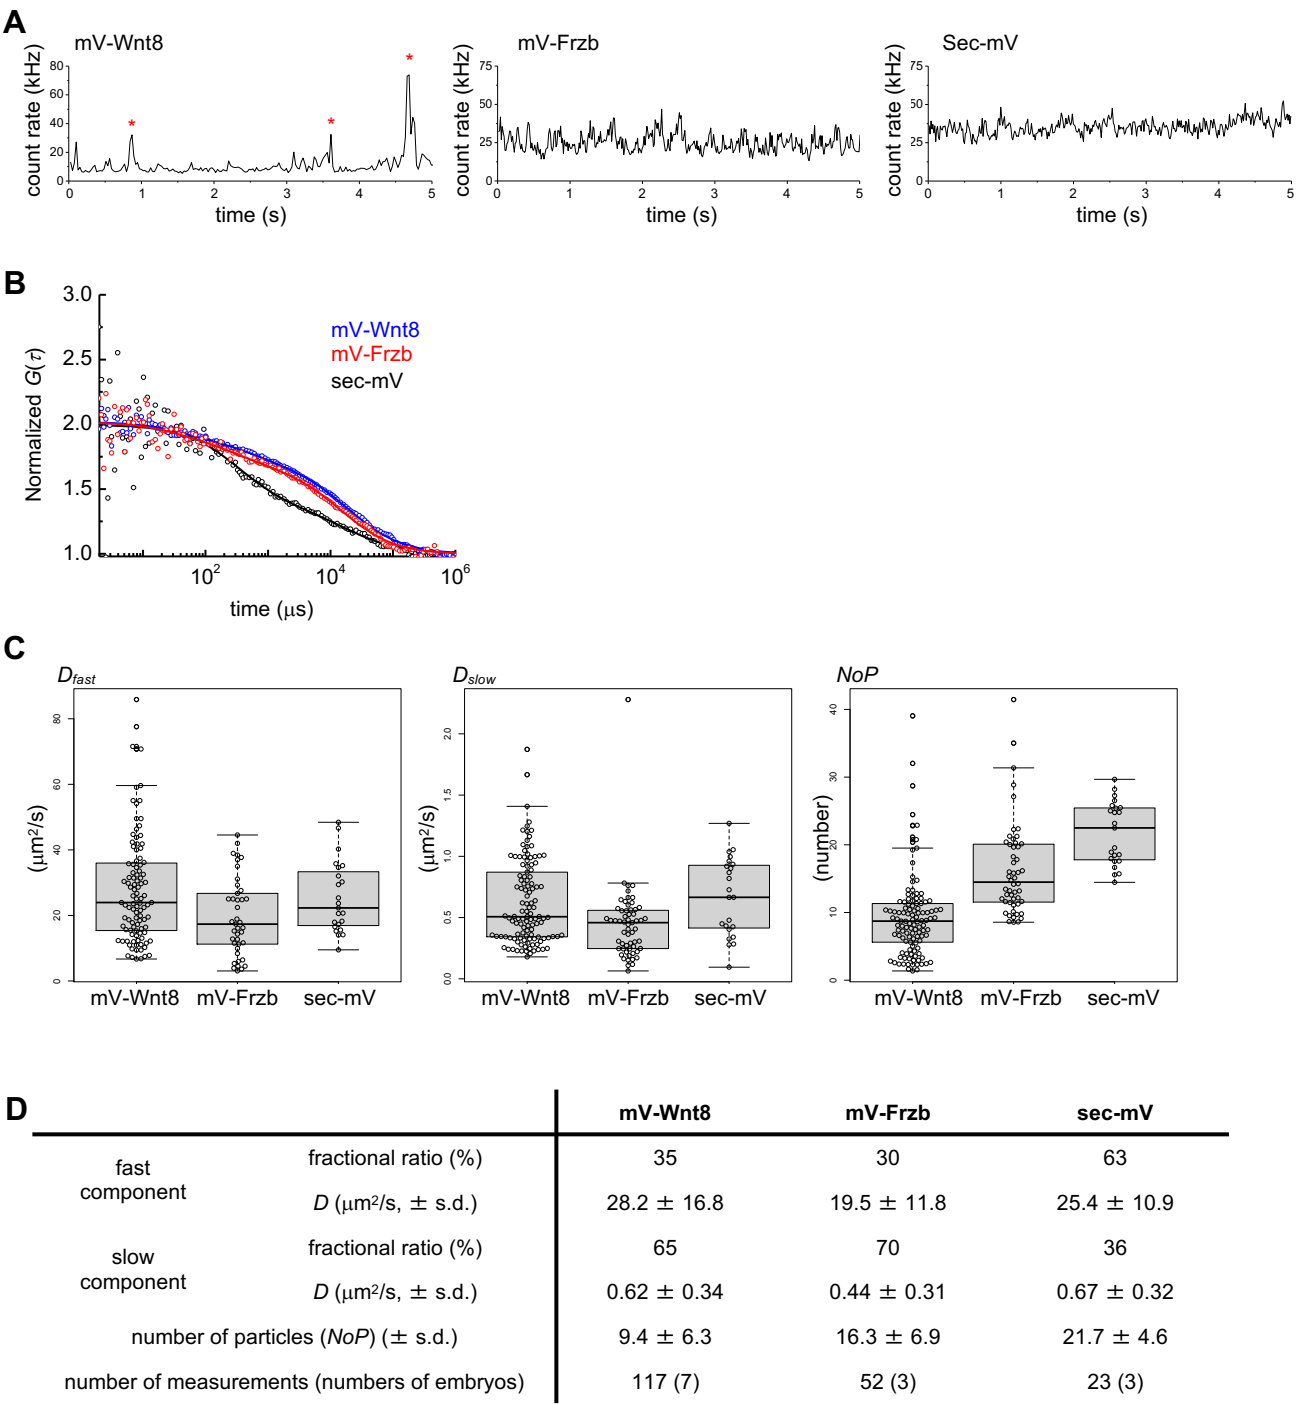 A
mV-Wnt8
mV-Frzb
Sec-mV
count rate (kHz)
80
60
40
20
0
0 1 2 3 4 5
time (s)
*
*
*
count rate (kHz)
75
50
25
0
0 1 2 3 4 5
time (s)
count rate (kHz)
75
50
25
0
0 1 2 3 4 5
time (s)
B
Normalized G(τ)
3.0
2.5
2.0
1.5
1.0
10² 10⁴ 10⁶
time (μs)
mV-Wnt8
mV-Frzb
sec-mV
C
Dfast
(μm²/s)
80
60
40
20
0
mV-Wnt8 mV-Frzb sec-mV
Dslow
(μm²/s)
2.0
1.5
1.0
0.5
0.0
mV-Wnt8 mV-Frzb sec-mV
NoP
(number)
40
30
20
10
0
mV-Wnt8 mV-Frzb sec-mV
D
mV-Wnt8 mV-Frzb sec-mV
fast component
fractional ratio (%) 35 30 63
D (μm²/s, ± s.d.) 28.2 ± 16.8 19.5 ± 11.8 25.4 ± 10.9
slow component
fractional ratio (%) 65 70 36
D (μm²/s, ± s.d.) 0.62 ± 0.34 0.44 ± 0.31 0.67 ± 0.32
number of particles (NoP) (± s.d.) 9.4 ± 6.3 16.3 ± 6.9 21.7 ± 4.6
number of measurements (numbers of embryos) 117 (7) 52 (3) 23 (3)